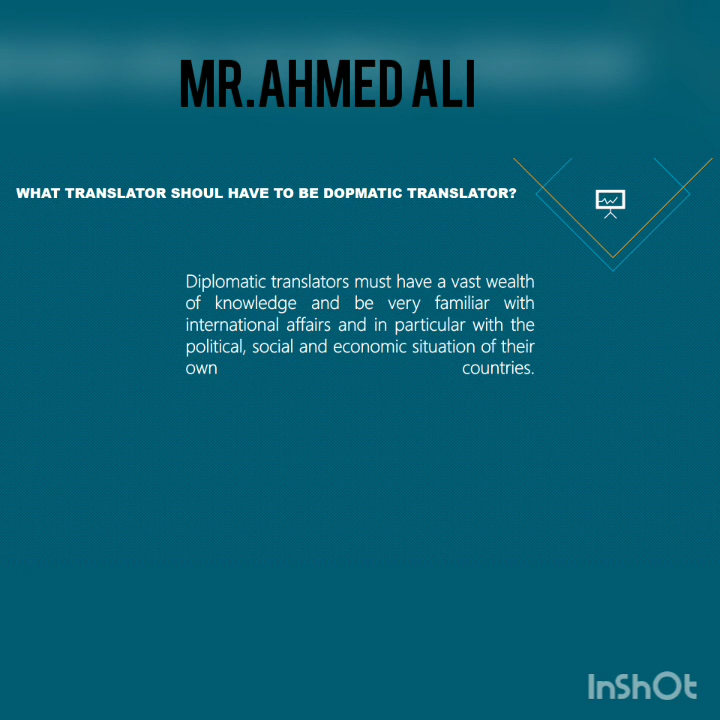 MR.AHMED ALI
WHAT TRANSLATOR SHOUL HAVE TO BE DOPMATIC TRANSLATOR?
Diplomatic translators must have a vast wealth
of knowledge and be very familiar with
international affairs and in particular with the
political, social and economic situation of their
own countries.
InShOt